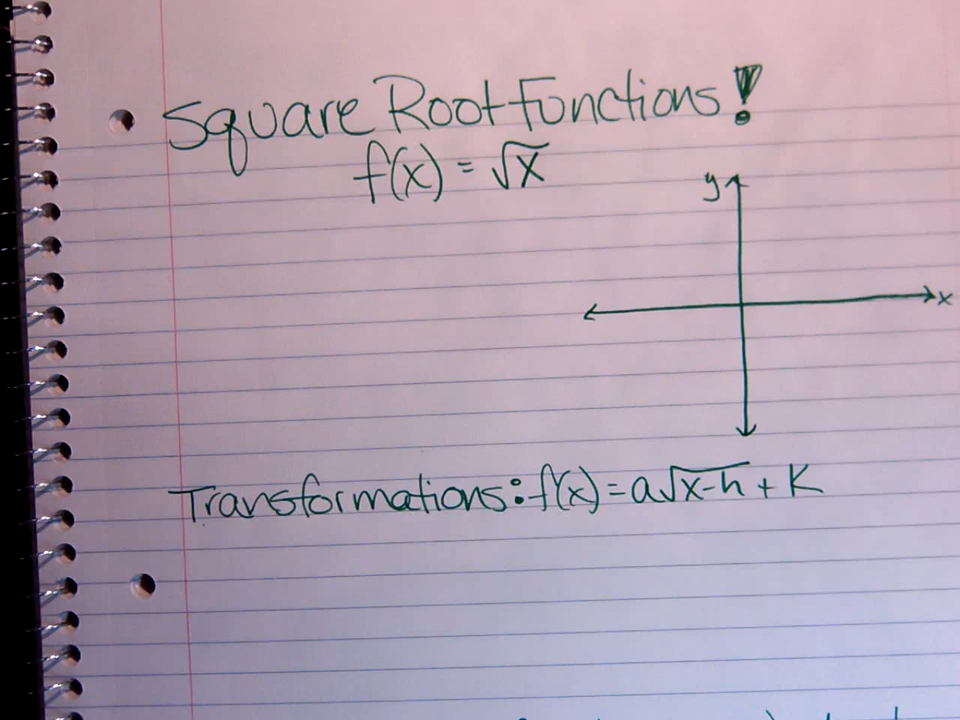 Square Root Functions!
f(x) = √x
y
x
Transformations: f(x) = a√x-h + K